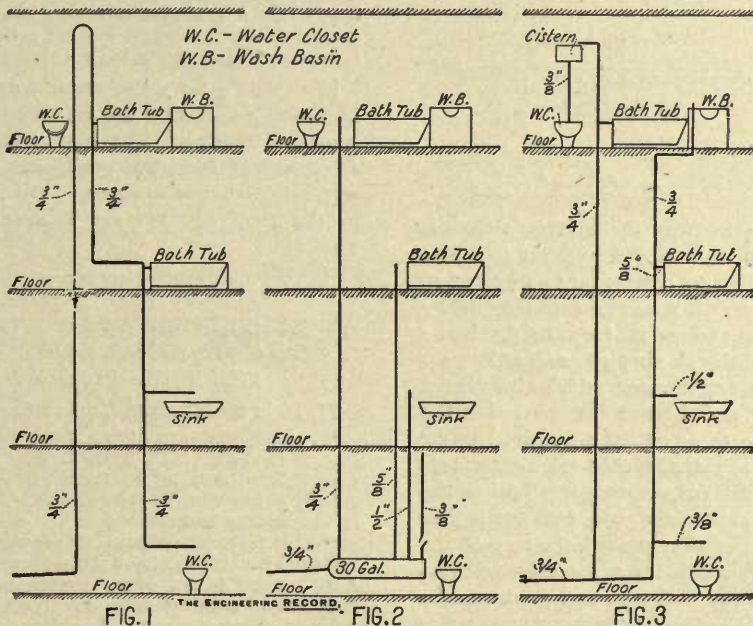 W.C. - Water Closet
W.B. - Wash Basin
W.C.
Bath Tub
W.B.
Floor
3/4"
3/4"
Bath Tub
Sink
Floor
3/4"
3/4"
W.C.
Floor
FIG. 1
W.C.
Bath Tub
W.B.
Floor
Bath Tub
Sink
Floor
3/4"
5/8"
1/2"
3/8"
3/4"
30 Gal.
W.C.
Floor
FIG. 2
Cistern
3/8"
W.C.
Bath Tub
W.B.
Floor
3/4"
3/4
Bath Tub
5/8"
1/2"
Sink
Floor
3/8"
3/4"
W.C.
Floor
FIG. 3
THE ENGINEERING RECORD.